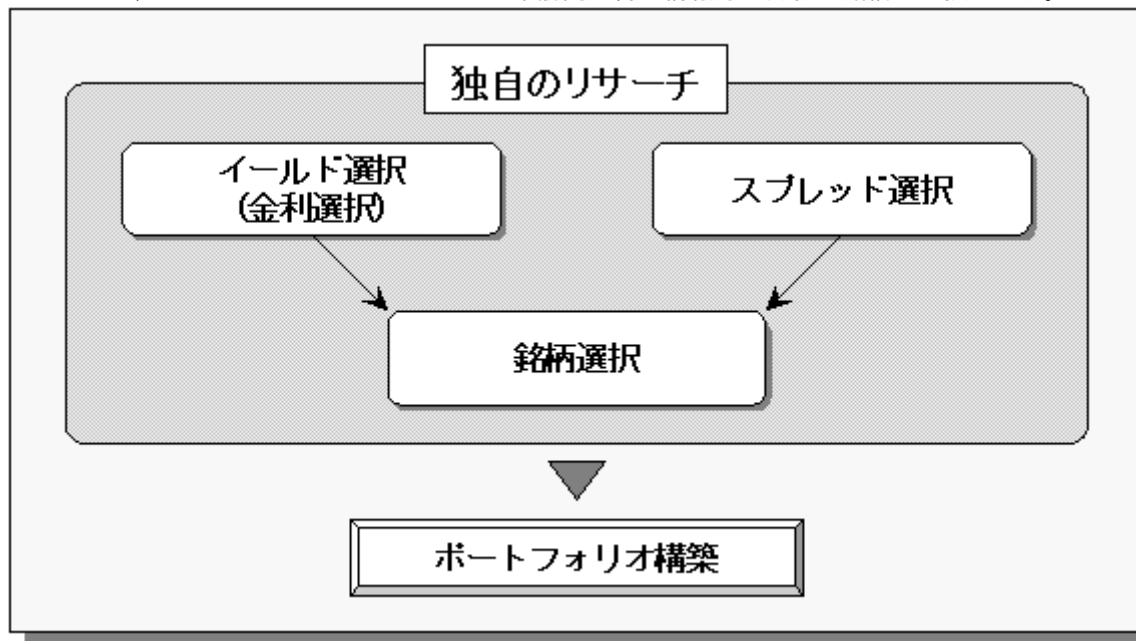 独自のリサーチ
イールド選択
(金利選択)
スプレッド選択
銘柄選択
ポートフォリオ構築